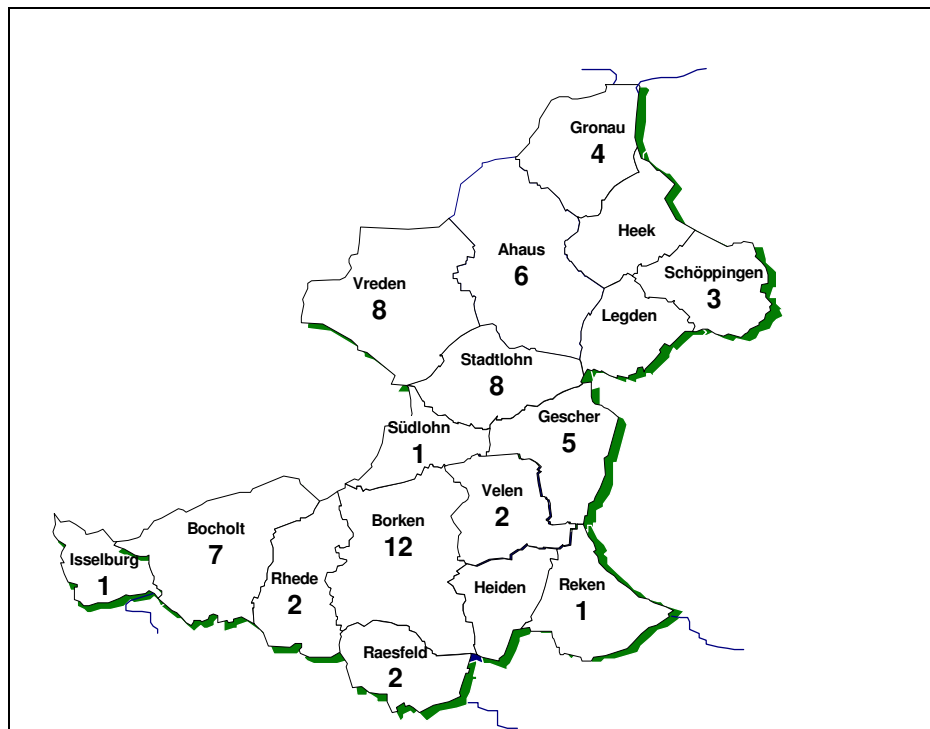 Gronau
4
Heek
Ahaus
6
Schöppingen
3
Vreden
8
Legden
Stadtlohn
8
Gescher
5
Südlohn
1
Velen
2
Borken
12
Bocholt
7
Isselburg
1
Rhede
2
Heiden
Reken
1
Raesfeld
2